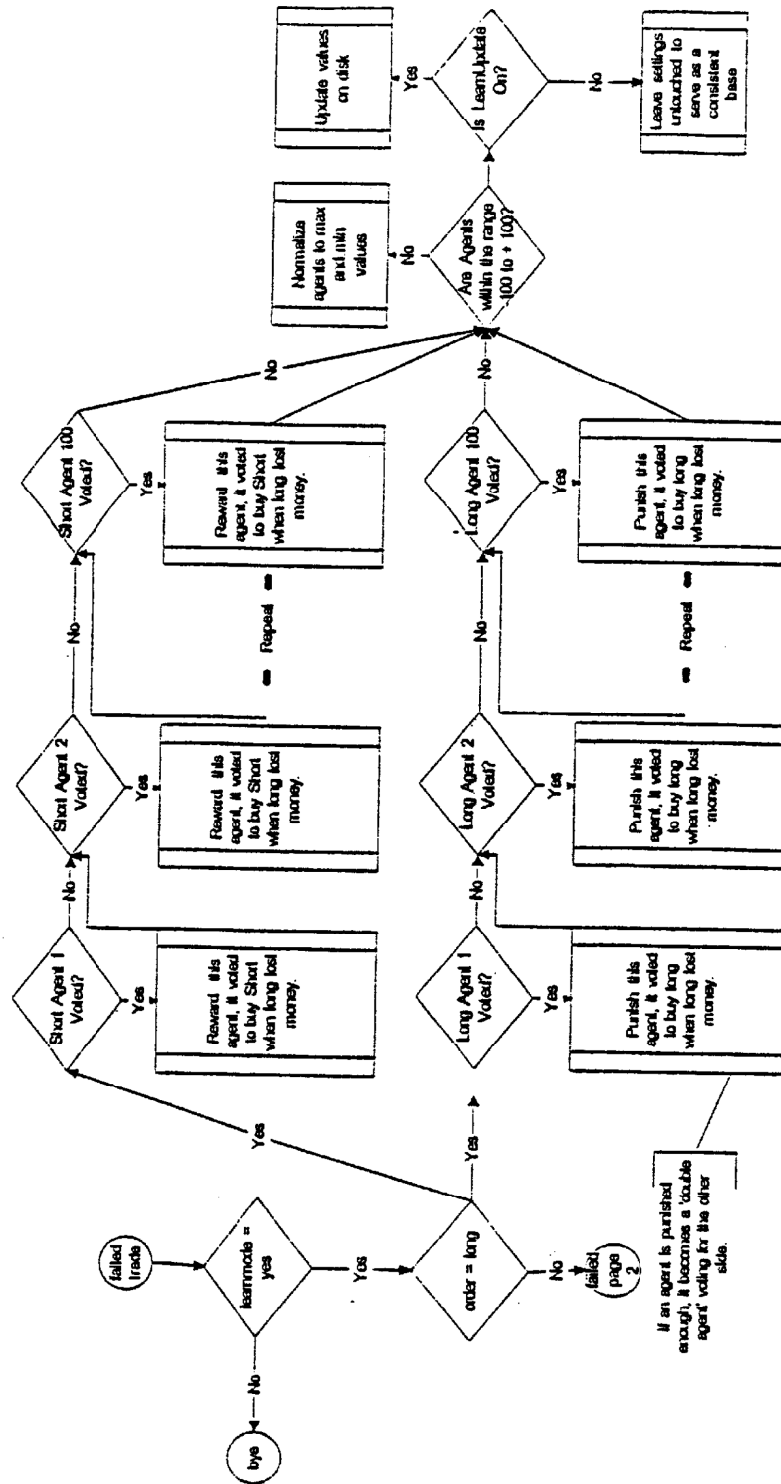 failed
trade
learnmode =
yes
No
bye
Yes
order = long
No
failed
page
2
Yes
Yes
If an agent is punished
enough, it becomes a 'double
agent' voting for the other
side.
Short Agent 1
Voted?
No
Yes
Reward this
agent, it voted
to buy Short
when long lost
money.
Short Agent 2
Voted?
No
Yes
Reward this
agent, it voted
to buy Short
when long lost
money.
Repeat
Short Agent 100
Voted?
No
Yes
Reward this
agent, it voted
to buy Short
when long lost
money.
Long Agent 1
Voted?
No
Yes
Punish this
agent, it voted
to buy long
when long lost
money.
Long Agent 2
Voted?
No
Yes
Punish this
agent, it voted
to buy long
when long lost
money.
Repeat
Long Agent 100
Voted?
No
Yes
Punish this
agent, it voted
to buy long
when long lost
money.
Are Agents
within the range
100 to + 100?
No
Normalize
agents to max
and min
values
Is LearnUpdate
On?
Yes
Update values
on disk
No
Leave settings
untouched to
serve as a
consistent
base